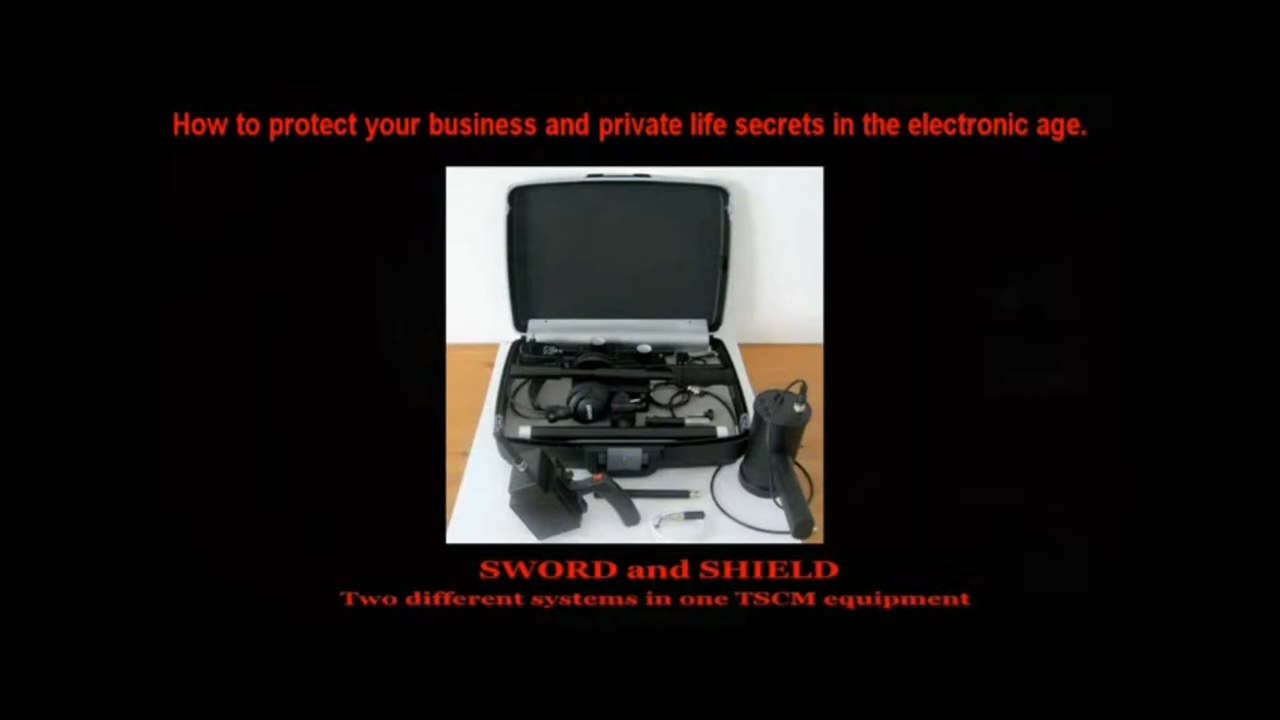 How to protect your business and private life secrets in the electronic age.
SWORD and SHIELD
Two different systems in one TSCM equipment